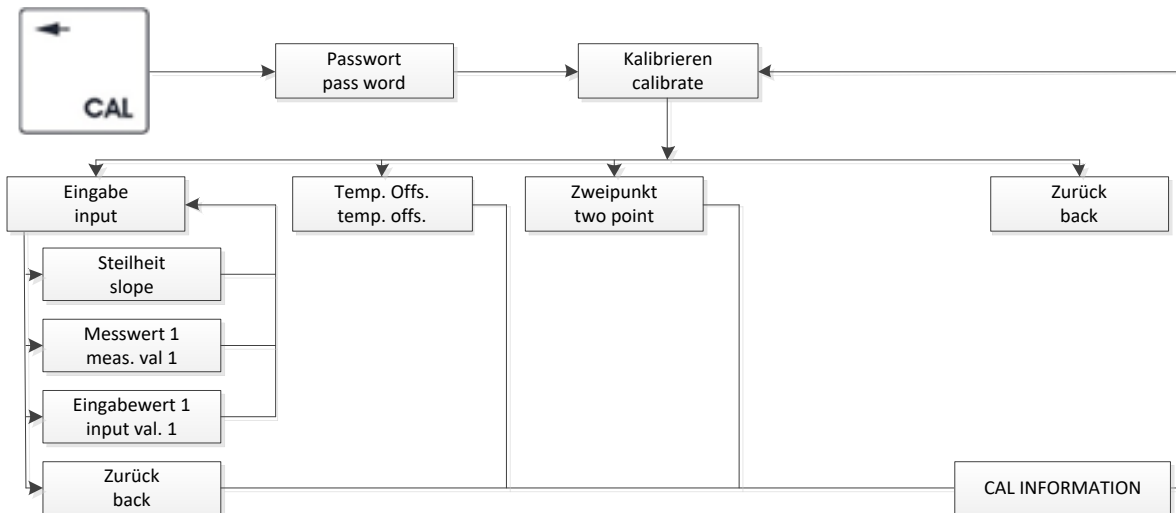 CAL
Passwort
pass word
Kalibrieren
calibrate
Eingabe
input
Temp. Offs.
temp. offs.
Zweipunkt
two point
Zurück
back
Steilheit
slope
Messwert 1
meas. val 1
Eingabewert 1
input val. 1
Zurück
back
CAL INFORMATION